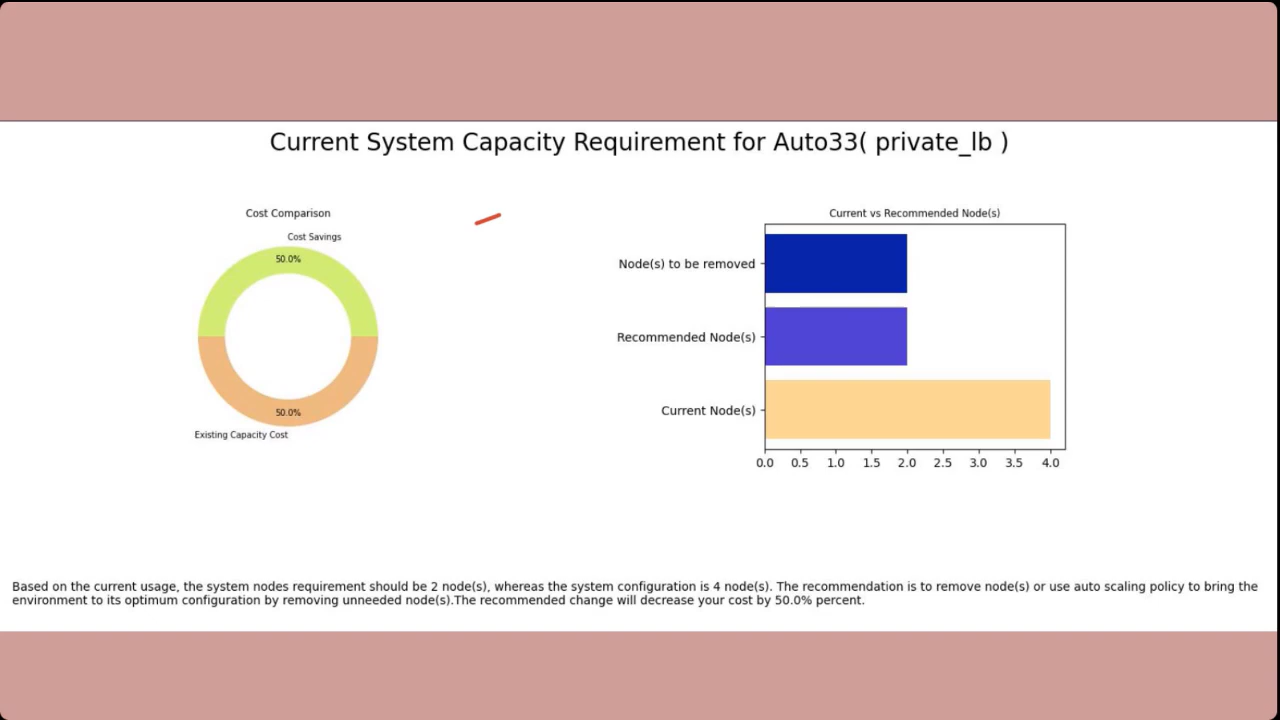 Current System Capacity Requirement for Auto33( private_lb )
Cost Comparison
Cost Savings
50.0%
50.0%
Existing Capacity Cost
Current vs Recommended Node(s)
Node(s) to be removed
Recommended Node(s)
Current Node(s)
0.0 0.5 1.0 1.5 2.0 2.5 3.0 3.5 4.0
Based on the current usage, the system nodes requirement should be 2 node(s), whereas the system configuration is 4 node(s). The recommendation is to remove node(s) or use auto scaling policy to bring the
environment to its optimum configuration by removing unneeded node(s).The recommended change will decrease your cost by 50.0% percent.